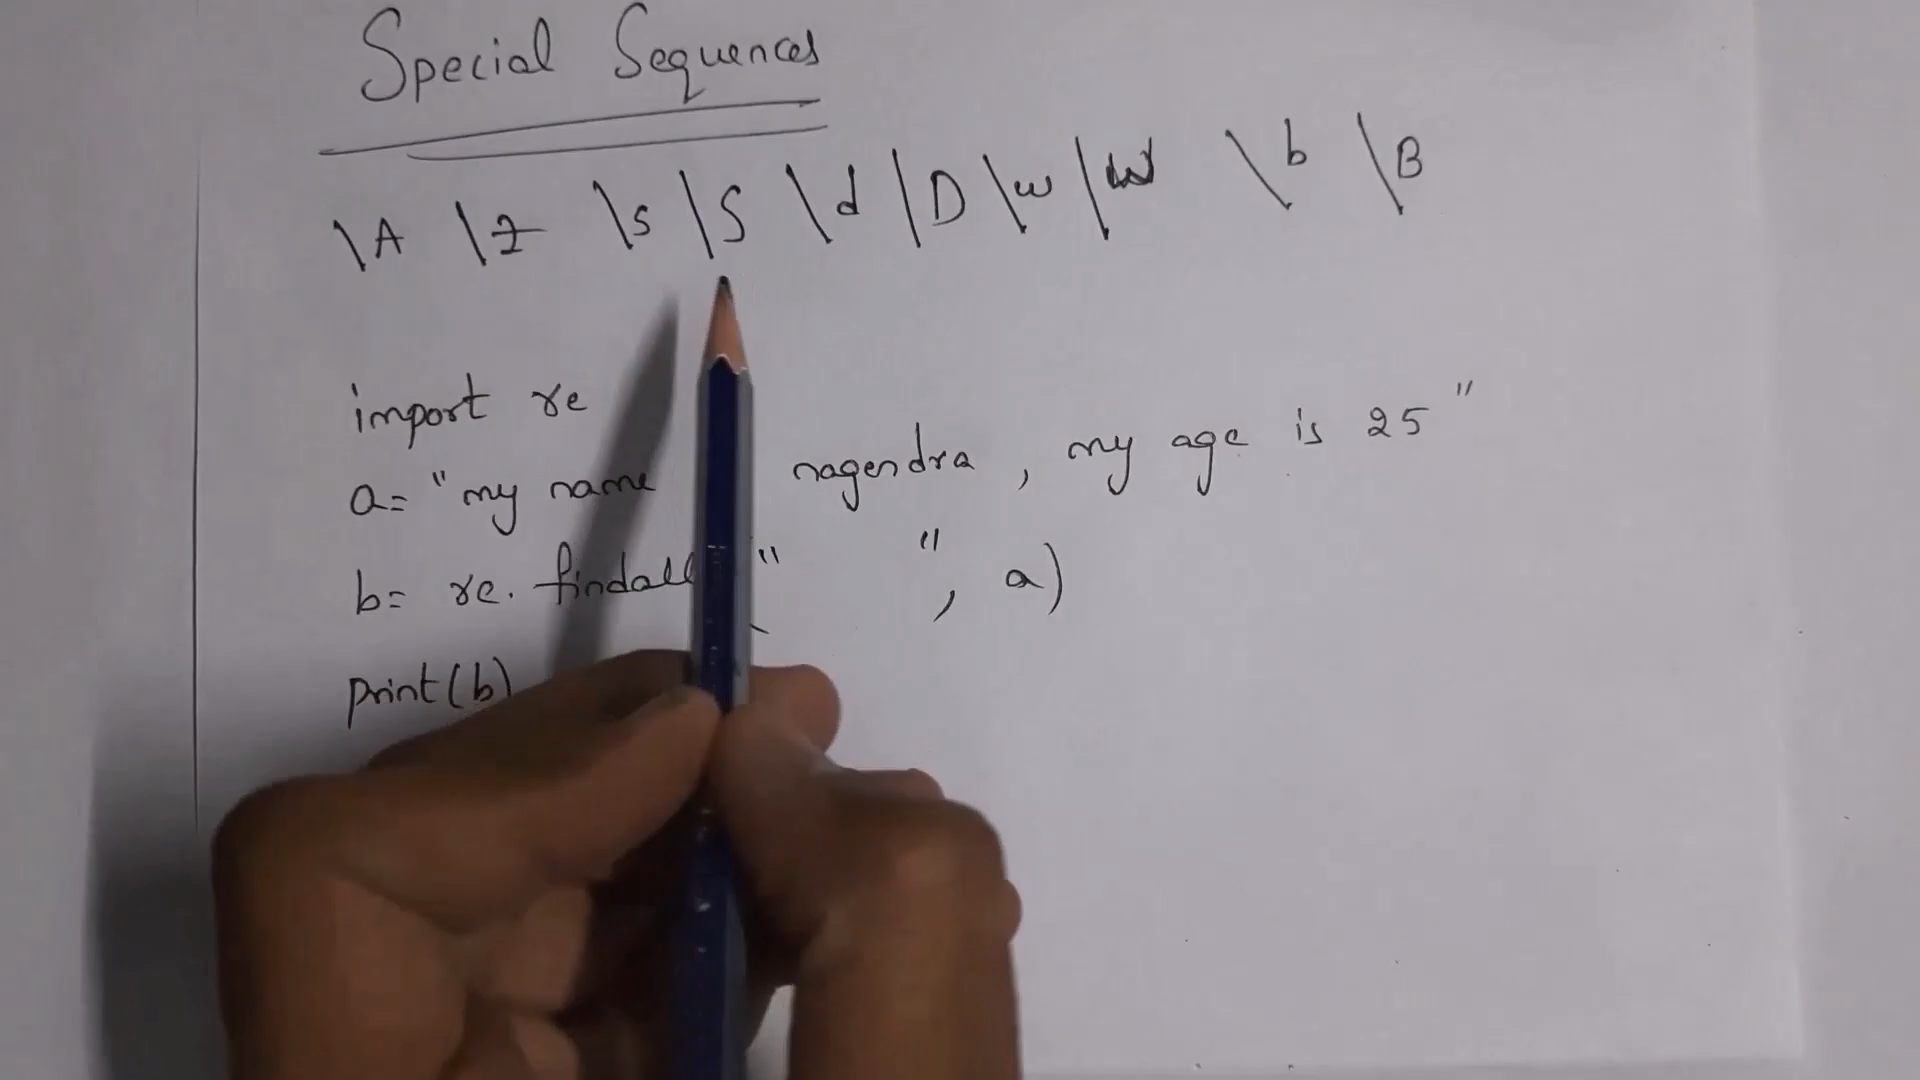 Special Sequences
\A \Z \s \S \d \D \w \W \b \B
import re
a= "my name nagendra, my age is 25"
b= re.findall(" ", a)
print(b)